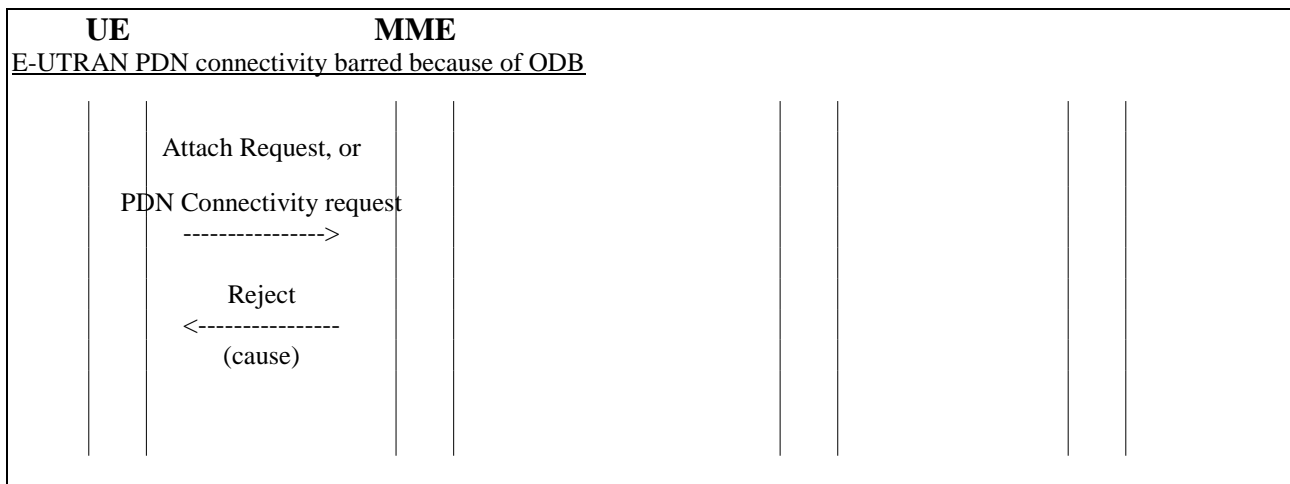 UE MME
E-UTRAN PDN connectivity barred because of ODB
Attach Request, or
PDN Connectivity request
---------------->
Reject
<----------------
(cause)